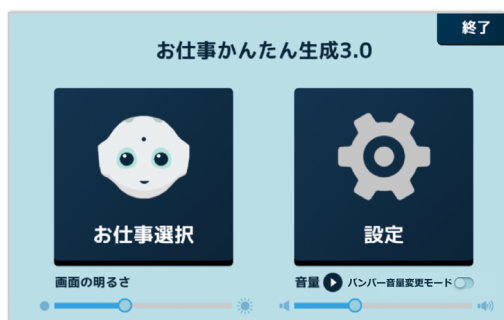 終了
お仕事かんたん生成3.0
お仕事選択
設定
画面の明るさ
音量 バンパー音量変更モード